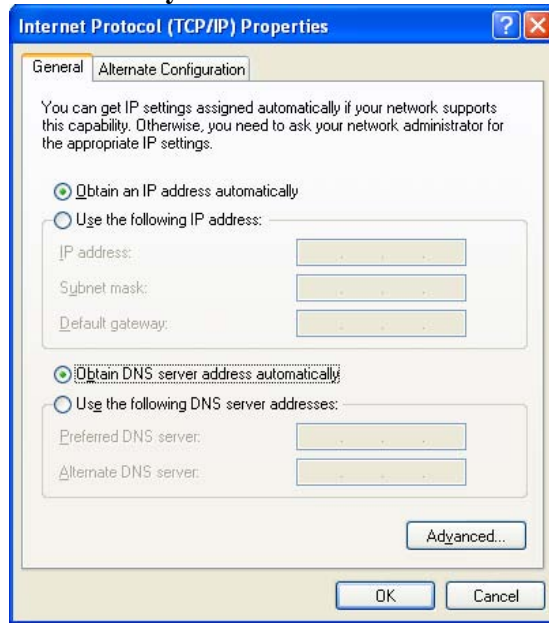 Internet Protocol (TCP/IP) Properties
General
Alternate Configuration
You can get IP settings assigned automatically if your network supports
this capability. Otherwise, you need to ask your network administrator for
the appropriate IP settings.
Obtain an IP address automatically
Use the following IP address:
IP address:
Subnet mask:
Default gateway:
Obtain DNS server address automatically
Use the following DNS server addresses:
Preferred DNS server:
Alternate DNS server:
Advanced...
OK
Cancel